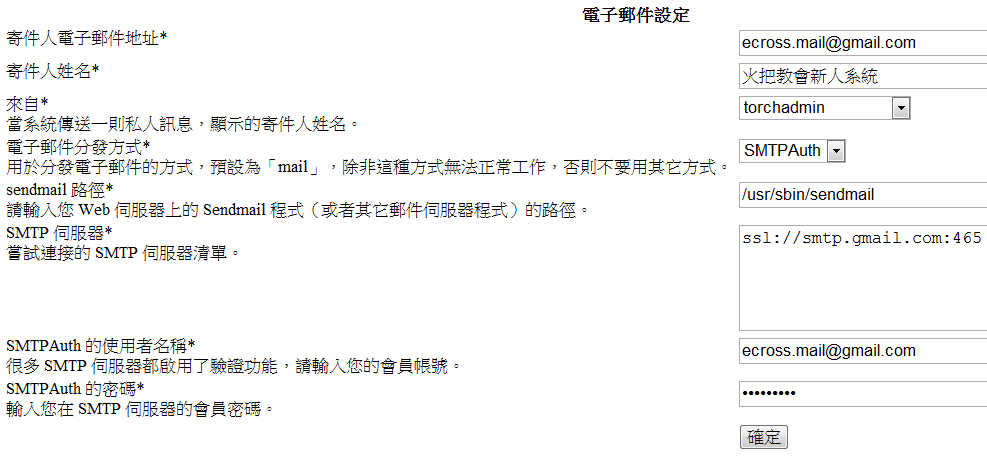 電子郵件設定
寄件人電子郵件地址*
ecross.mail@gmail.com
寄件人姓名*
火把教會新人系統
來自*
當系統傳送一則私人訊息，顯示的寄件人姓名。
torchadmin
電子郵件分發方式*
用於分發電子郵件的方式，預設為「mail」，除非這種方式無法正常工作，否則不要用其它方式。
SMTPAuth
sendmail 路徑*
請輸入您 Web 伺服器上的 Sendmail 程式（或者其它郵件伺服器程式）的路徑。
/usr/sbin/sendmail
SMTP 伺服器*
嘗試連接的 SMTP 伺服器清單。
ssl://smtp.gmail.com:465
SMTPAuth 的使用者名稱*
很多 SMTP 伺服器都啟用了驗證功能，請輸入您的會員帳號。
ecross.mail@gmail.com
SMTPAuth 的密碼*
輸入您在 SMTP 伺服器的會員密碼。
•••••••••
確定